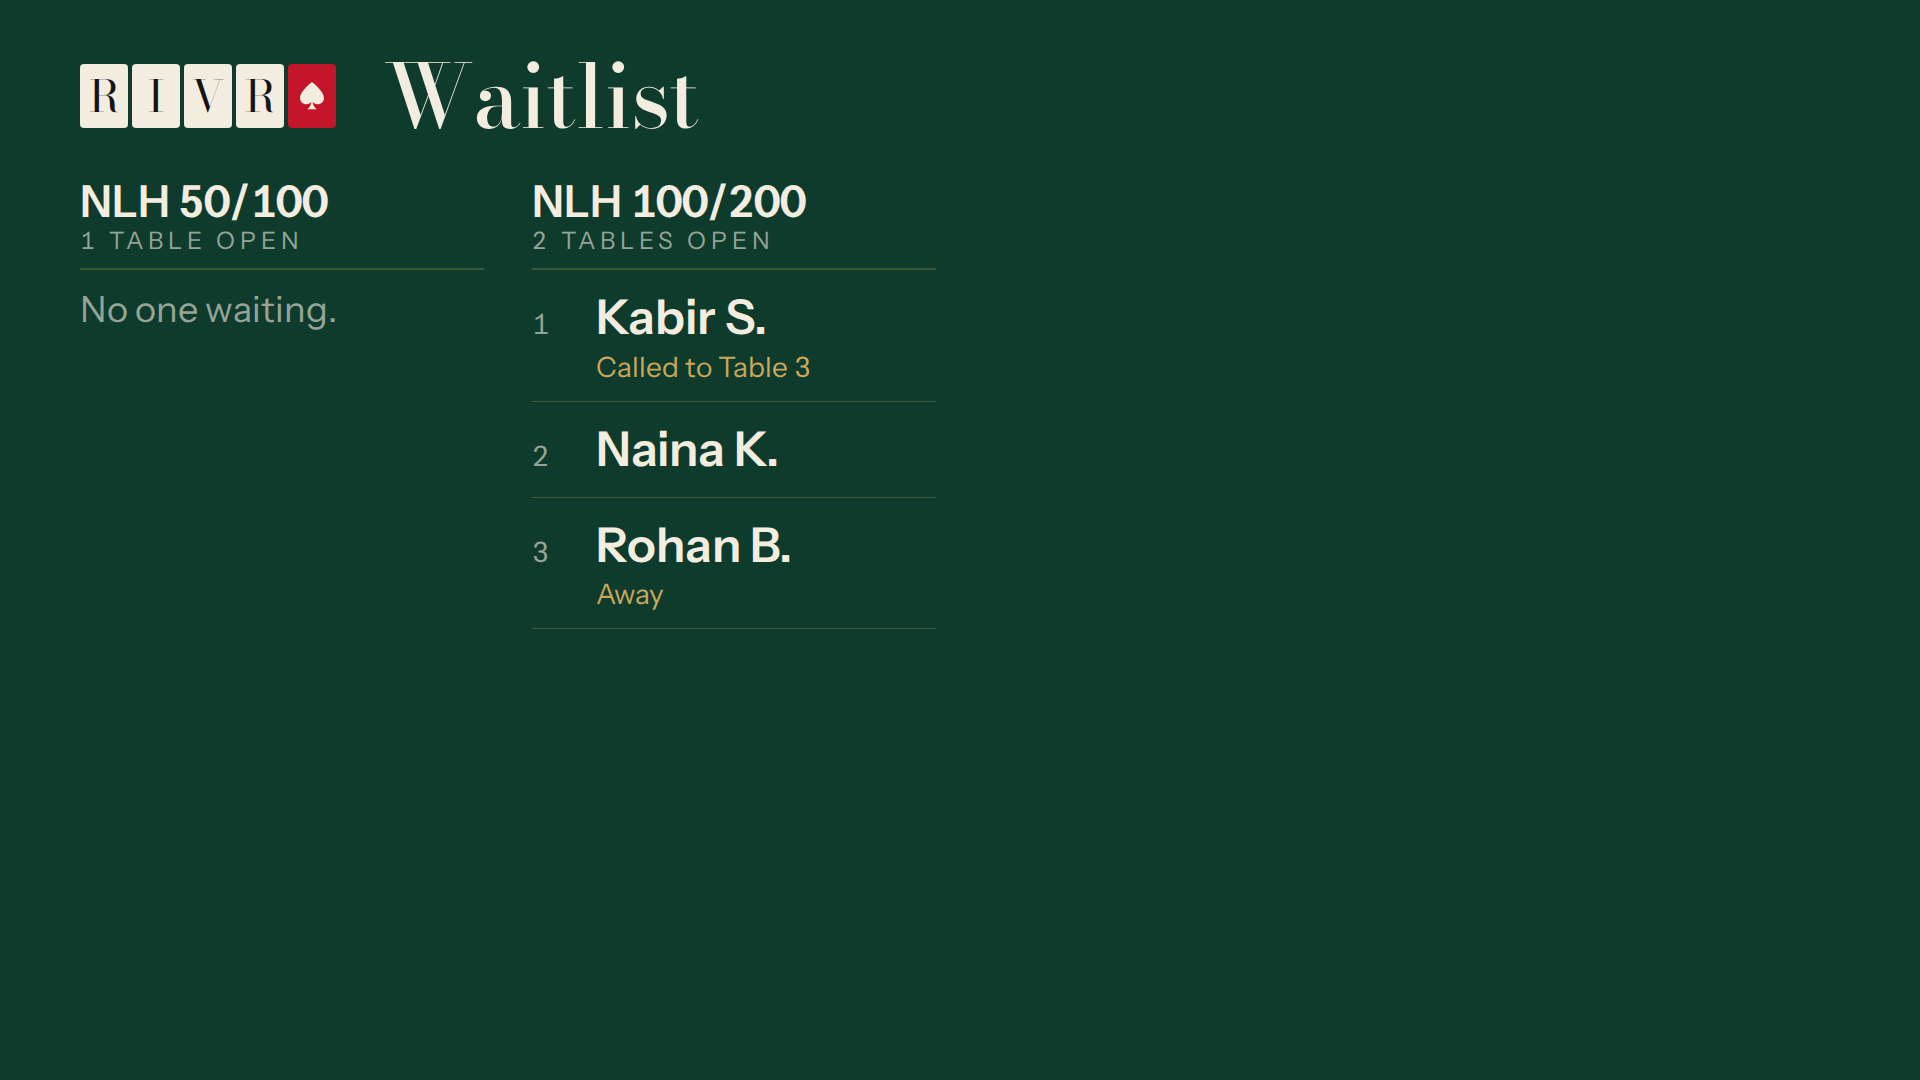 RIVR Waitlist
NLH 50/100
1 TABLE OPEN
No one waiting.
NLH 100/200
2 TABLES OPEN
1 Kabir S.
Called to Table 3
2 Naina K.
3 Rohan B.
Away